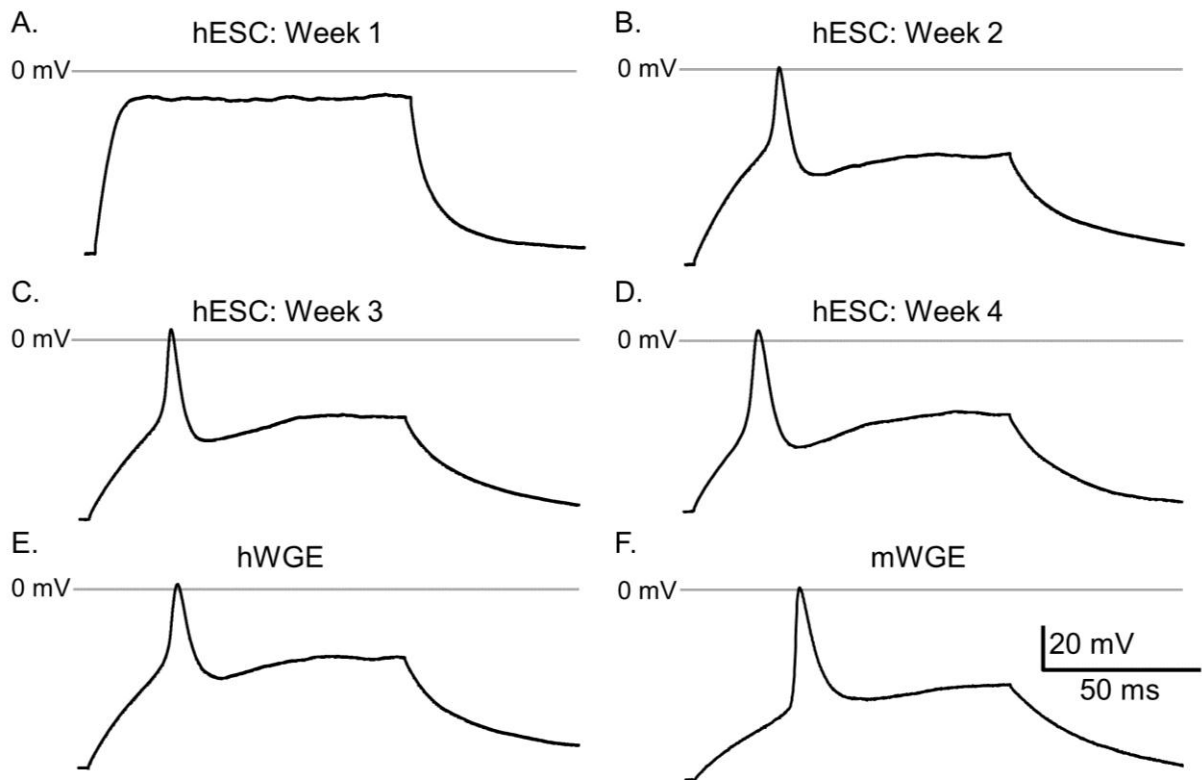 A.
hESC: Week 1
0 mV
B.
hESC: Week 2
0 mV
C.
hESC: Week 3
0 mV
D.
hESC: Week 4
0 mV
E.
hWGE
0 mV
F.
mWGE
0 mV
20 mV
50 ms